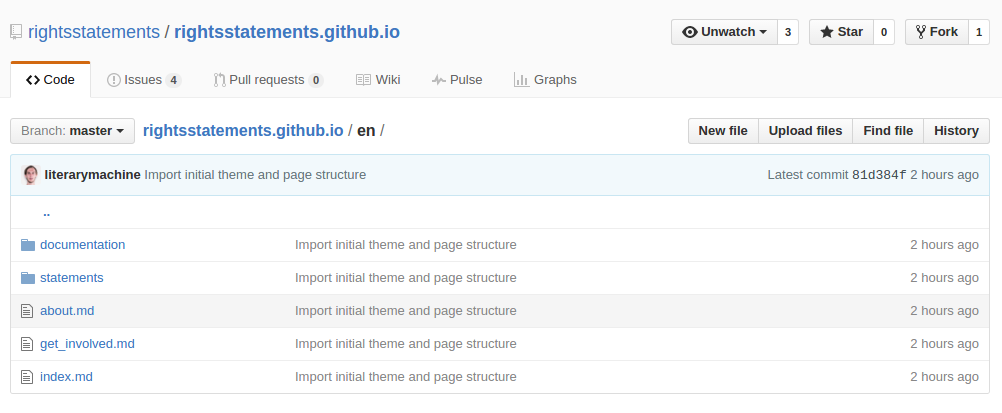 rightsstatements / rightsstatements.github.io Unwatch 3 Star 0 Fork 1
Code Issues 4 Pull requests 0 Wiki Pulse Graphs
Branch: master rightsstatements.github.io / en / New file Upload files Find file History
literarymachine Import initial theme and page structure Latest commit 81d384f 2 hours ago
..
documentation Import initial theme and page structure 2 hours ago
statements Import initial theme and page structure 2 hours ago
about.md Import initial theme and page structure 2 hours ago
get_involved.md Import initial theme and page structure 2 hours ago
index.md Import initial theme and page structure 2 hours ago